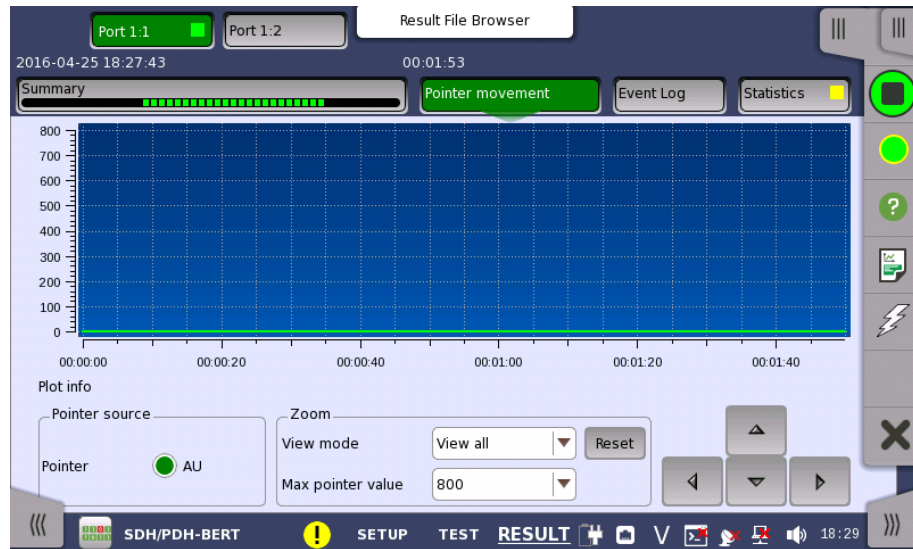 Result File Browser
Port 1:1
Port 1:2
2016-04-25 18:27:43
00:01:53
Summary
Pointer movement
Event Log
Statistics
800
700
600
500
400
300
200
100
0
00:00:00 00:00:20 00:00:40 00:01:00 00:01:20 00:01:40
Plot info
Pointer source
Pointer
AU
Zoom
View mode
View all
Reset
Max pointer value
800
SDH/PDH-BERT
SETUP
TEST
RESULT
V
18:29